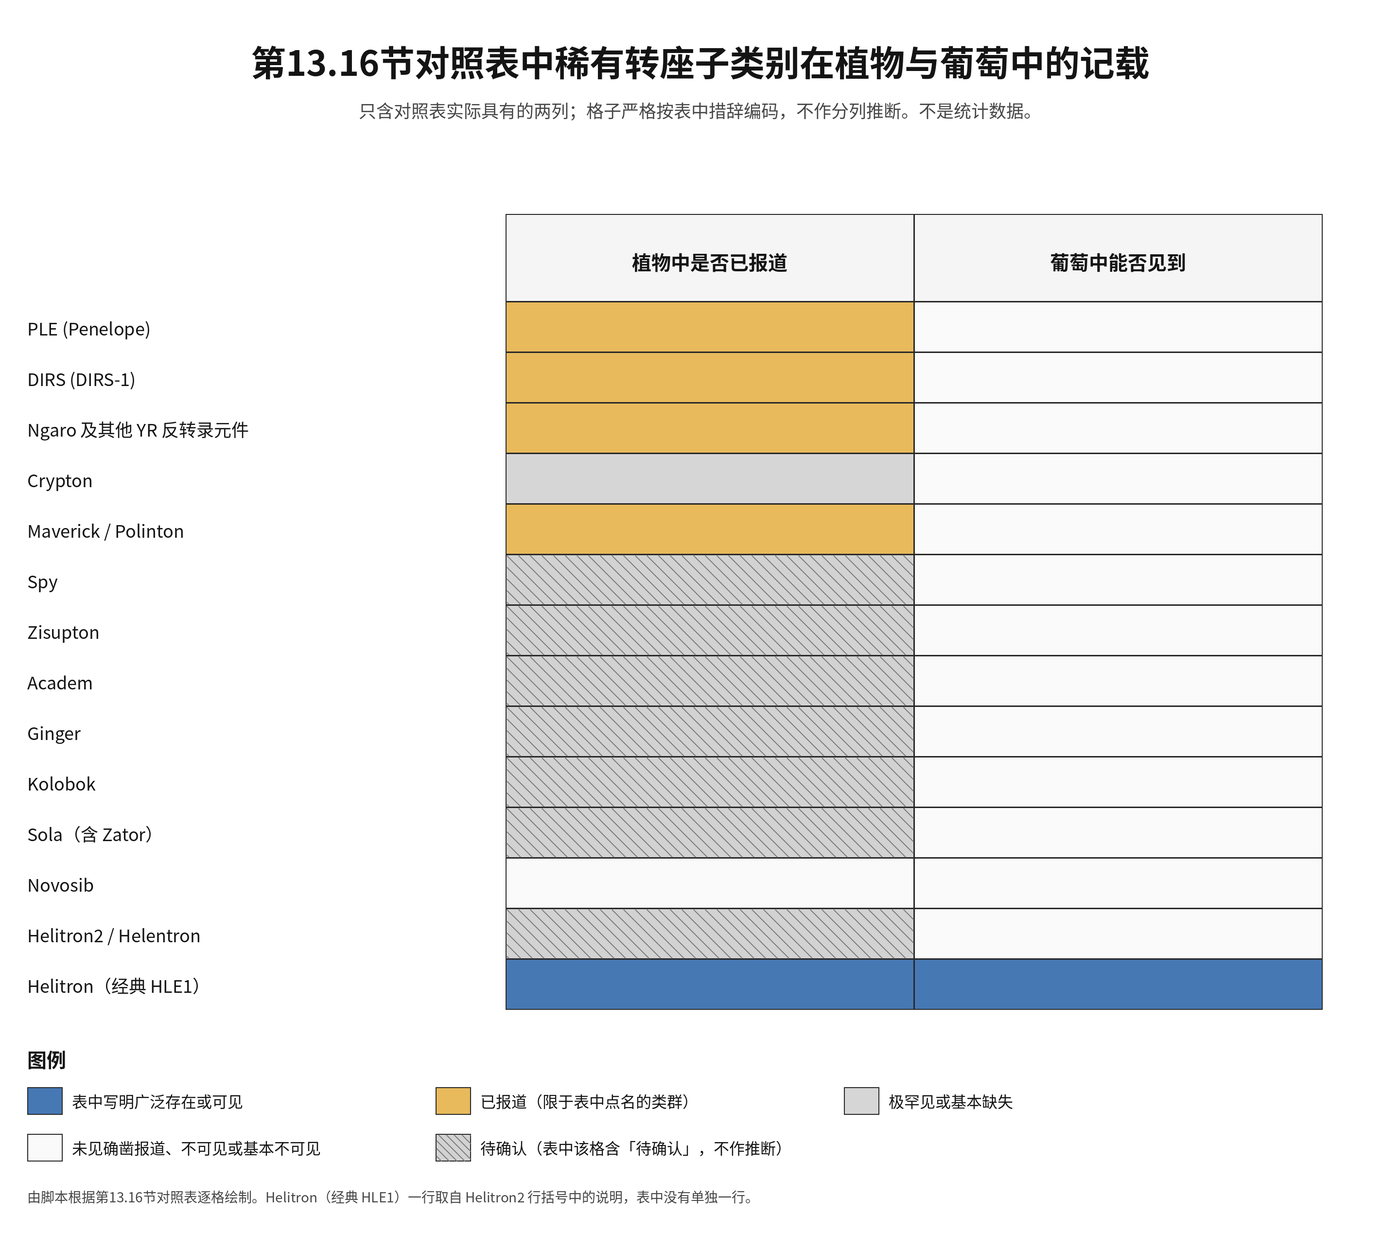 第13.16节对照表中稀有转座子类别在植物与葡萄中的记载
只含对照表实际具有的两列；格子严格按表中措辞编码，不作分列推断。不是统计数据。
植物中是否已报道
葡萄中能否见到
PLE (Penelope)
DIRS (DIRS-1)
Ngaro 及其他 YR 反转录元件
Crypton
Maverick / Polinton
Spy
Zisupton
Academ
Ginger
Kolobok
Sola（含 Zator）
Novosib
Helitron2 / Helentron
Helitron（经典 HLE1）
图例
表中写明广泛存在或可见
已报道（限于表中点名的类群）
极罕见或基本缺失
未见确凿报道、不可见或基本不可见
待确认（表中该格含「待确认」，不作推断）
由脚本根据第13.16节对照表逐格绘制。Helitron（经典 HLE1）一行取自 Helitron2 行括号中的说明，表中没有单独一行。